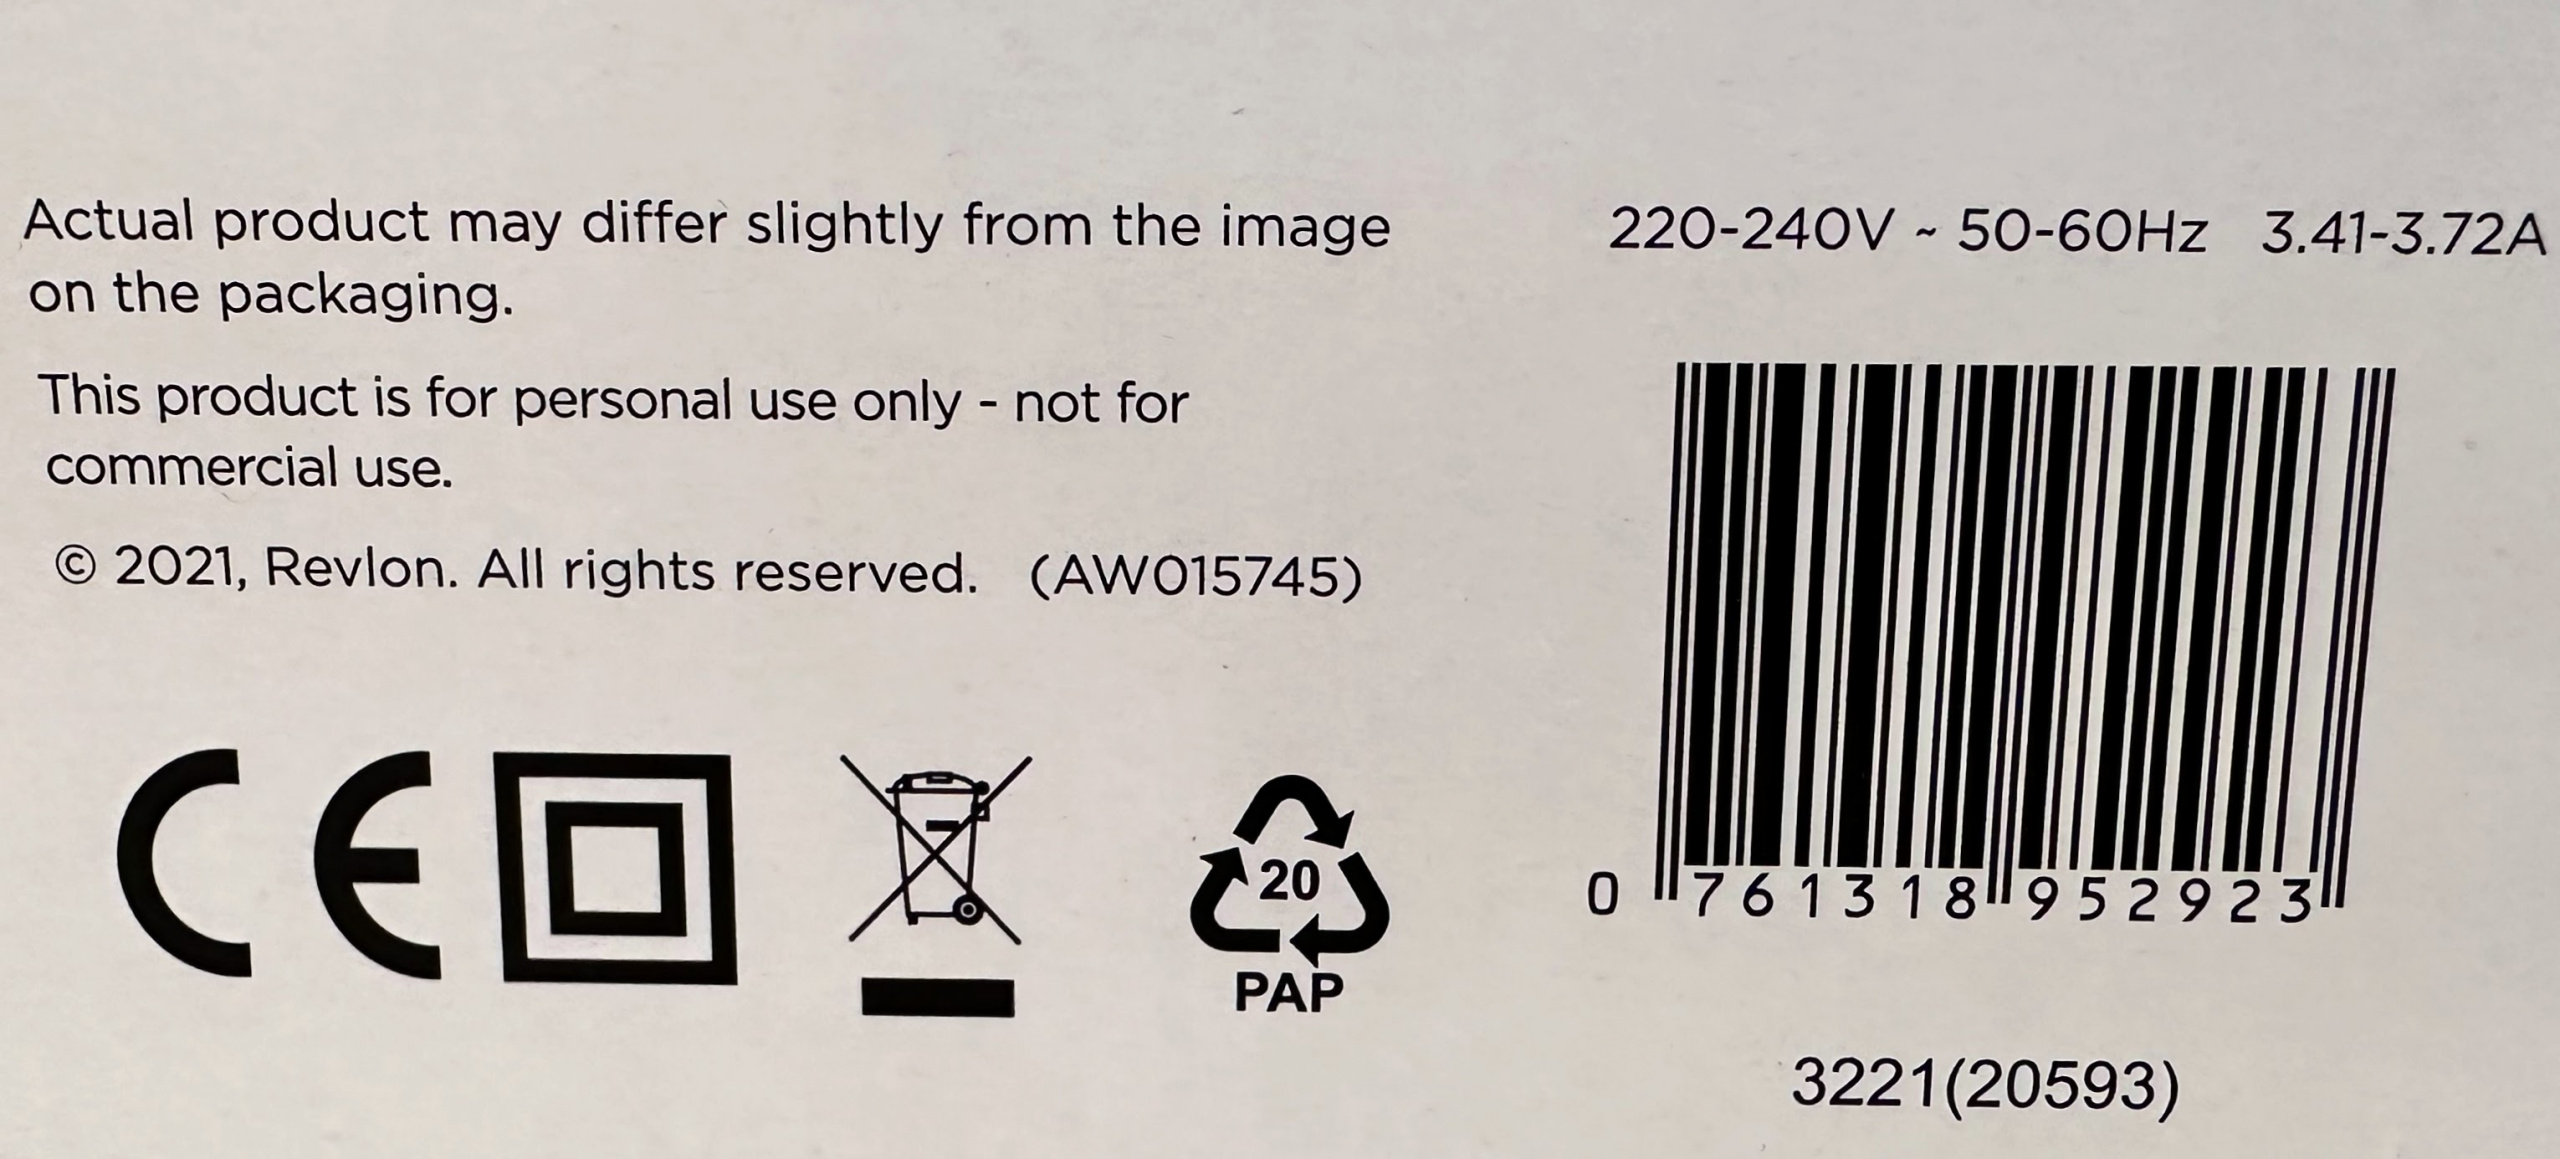 Actual product may differ slightly from the image
on the packaging.
This product is for personal use only - not for
commercial use.
© 2021, Revlon. All rights reserved. (AW015745)
CE
20
PAP
220-240V ~ 50-60Hz 3.41-3.72A
0 761318 952923
3221(20593)